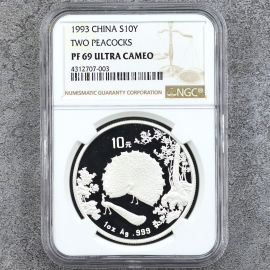 1993 CHINA S10Y
TWO PEACOCKS
PF 69 ULTRA CAMEO
4312707-003
NUMISMATIC GUARANTY CORPORATION
NGC
10元
1oz Ag .999